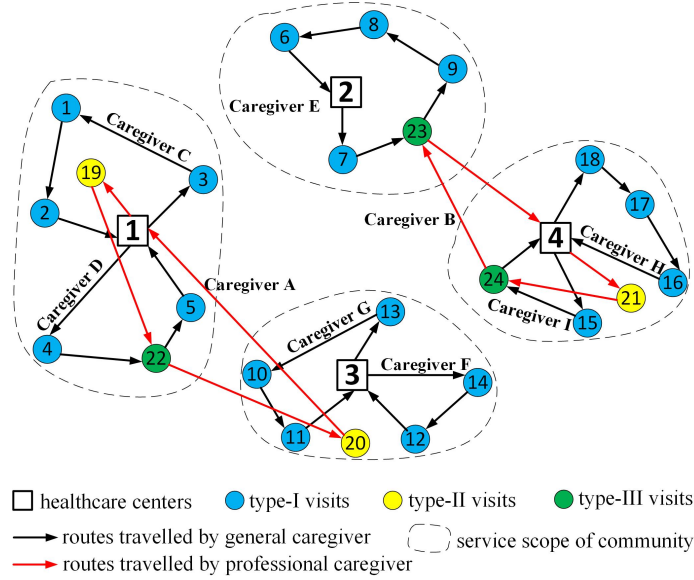 8
6
9
Caregiver E
2
1
Caregiver C
23
7
18
19
3
17
2
1
Caregiver B
4
Caregiver H
Caregiver D
24
16
21
Caregiver A
5
Caregiver I
15
Caregiver G
13
4
22
3
Caregiver F
10
14
11
20
12
healthcare centers
type-I visits
type-II visits
type-III visits
routes travelled by general caregiver
service scope of community
routes travelled by professional caregiver